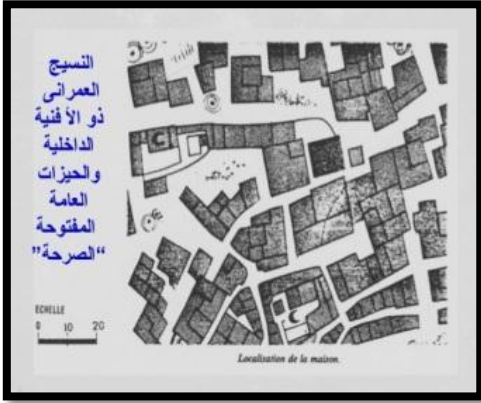 النسيج
العمرانى
ذو الأفنية
الداخلية
والحيزات
العامة
المفتوحة
“الصرحة”
ECHELLE
0 10 20
Localisation de la maison.